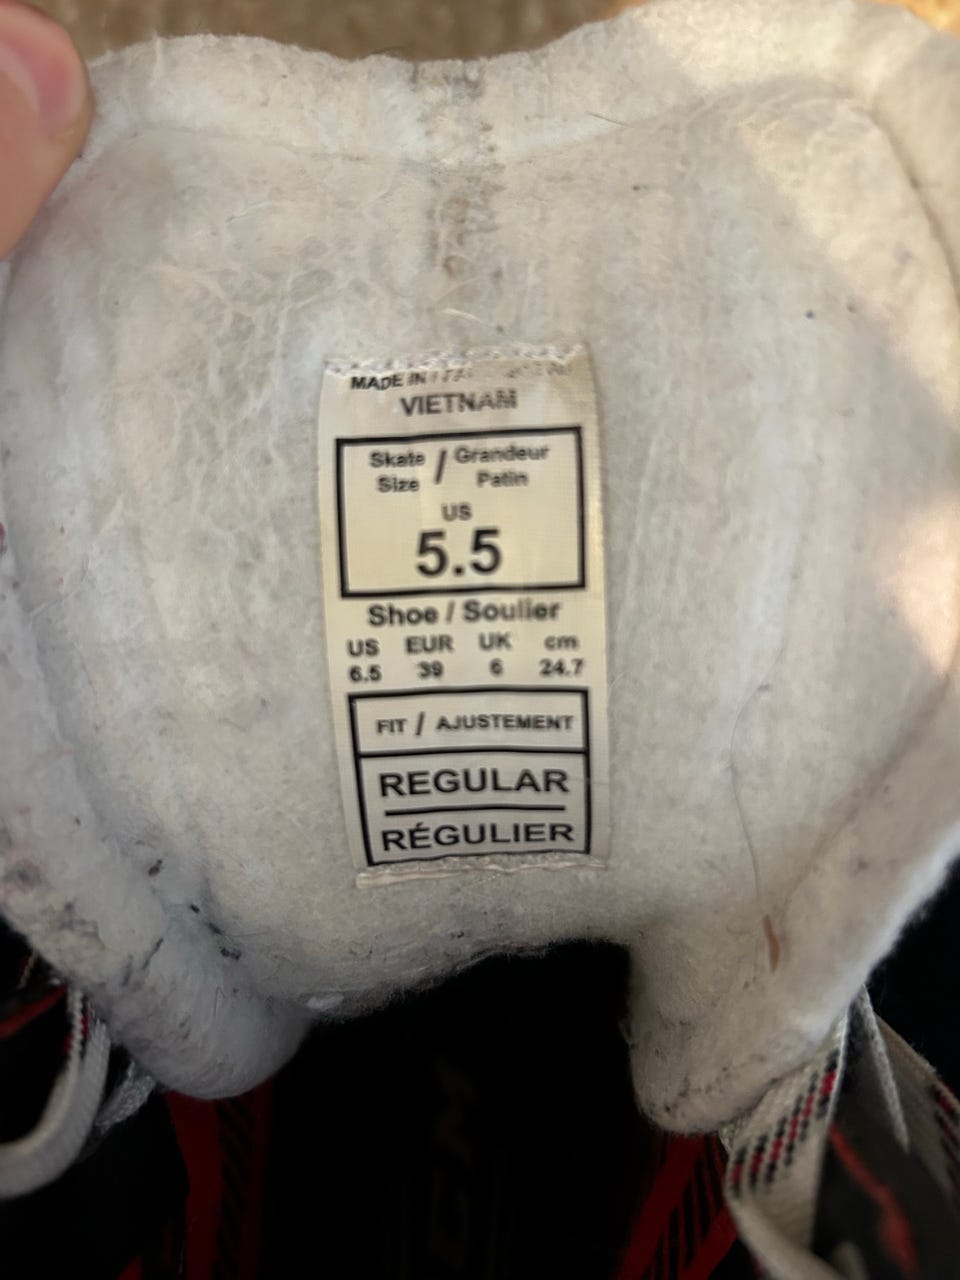 MADE IN
VIETNAM
Skate Size / Grandeur Patin
US
5.5
Shoe / Soulier
US EUR UK cm
6.5 39 6 24.7
FIT / AJUSTEMENT
REGULAR
RÉGULIER